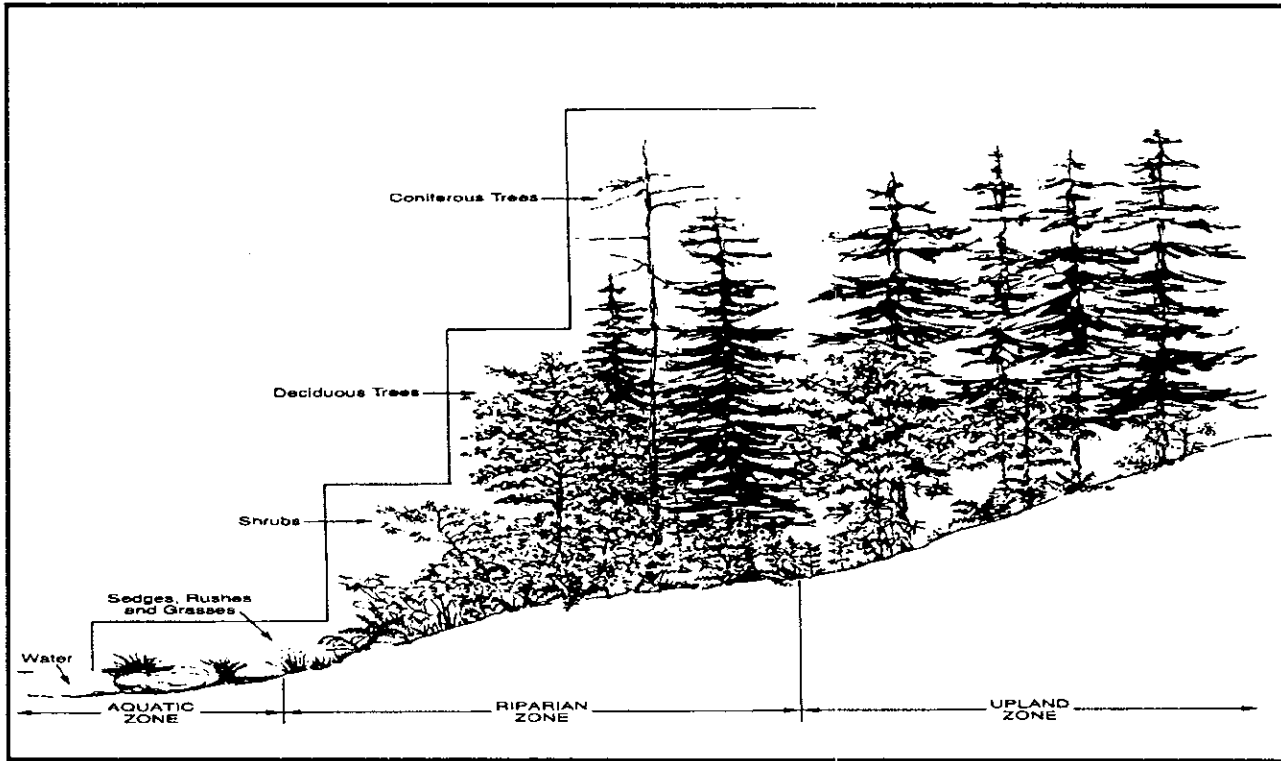 Coniferous Trees
Deciduous Trees
Shrubs
Sedges, Rushes
and Grasses
Water
AQUATIC
ZONE
RIPARIAN
ZONE
UPLAND
ZONE